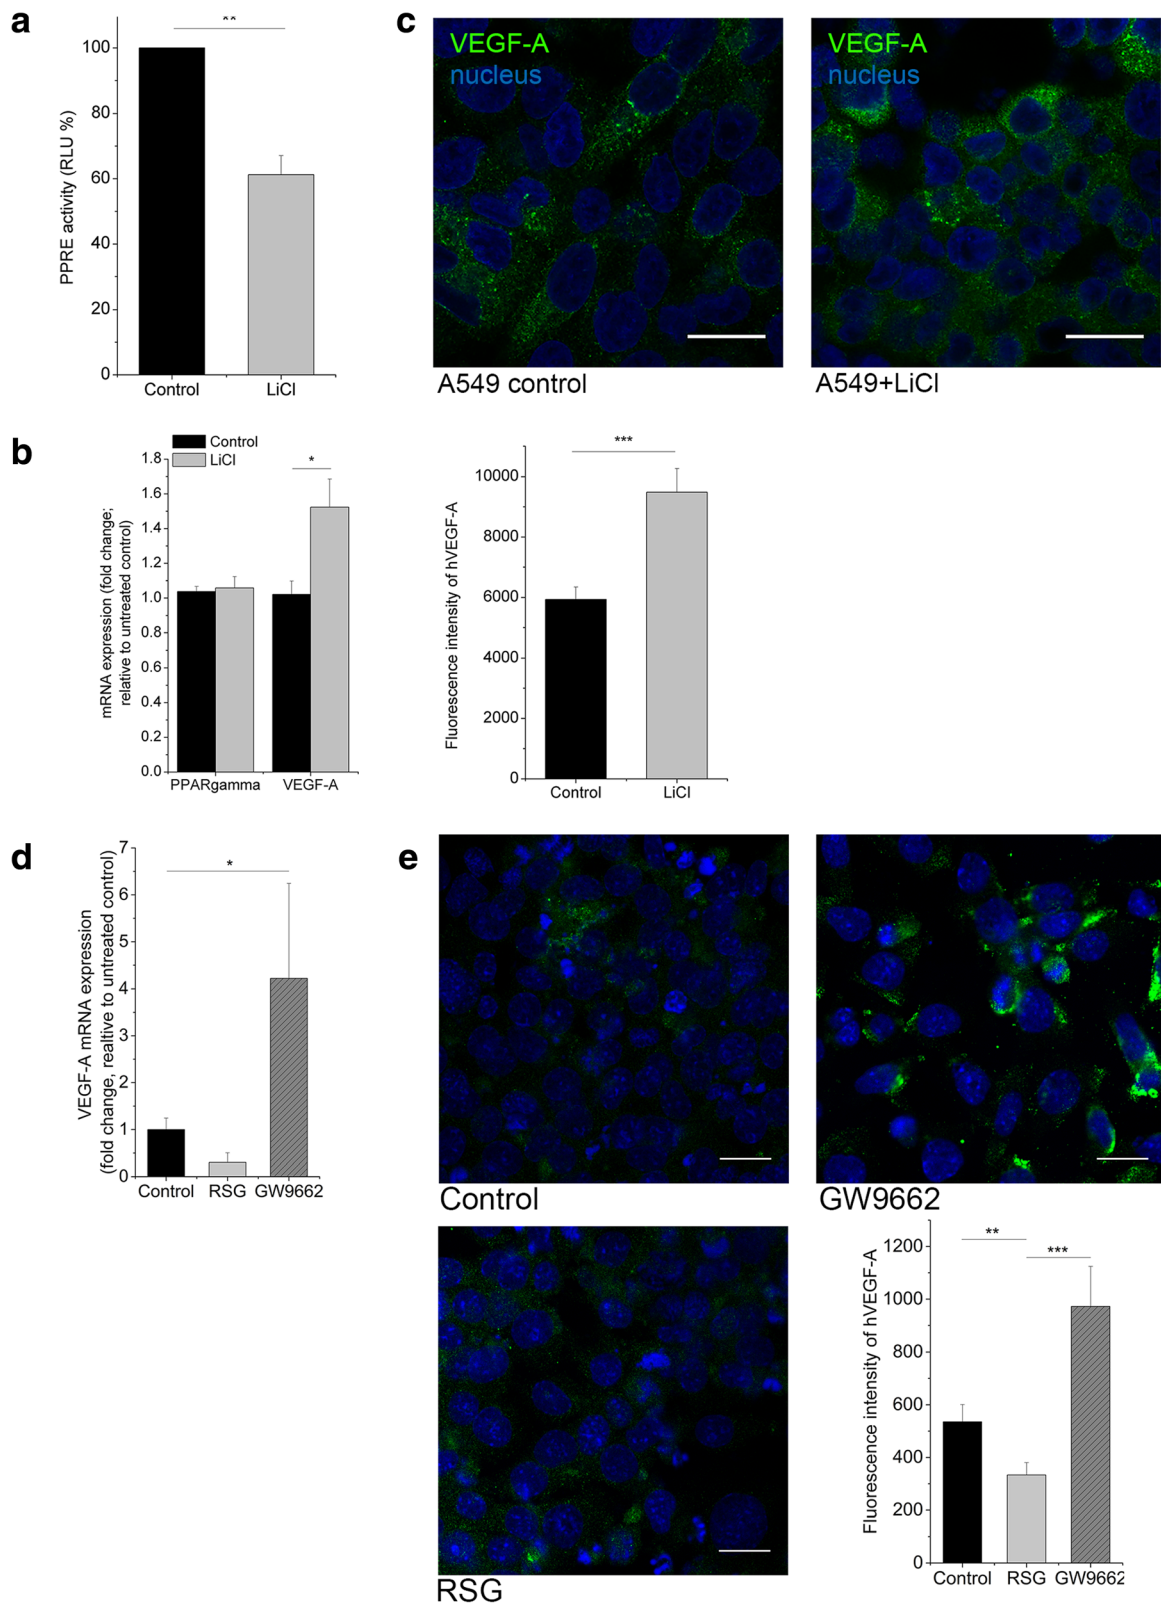 a
**
100
80
60
40
20
0
PPRE activity (RLU %)
Control
LiCl
c
VEGF-A
nucleus
A549 control
VEGF-A
nucleus
A549+LiCl
b
Control
LiCl
*
1.8
1.6
1.4
1.2
1.0
0.8
0.6
0.4
0.2
0.0
mRNA expression (fold change;
relative to untreated control)
PPARgamma
VEGF-A
***
10000
8000
6000
4000
2000
0
Fluorescence intensity of hVEGF-A
Control
LiCl
d
*
7
6
5
4
3
2
1
0
VEGF-A mRNA expression
(fold change, realtive to untreated control)
Control
RSG
GW9662
e
Control
GW9662
RSG
**
***
1200
1000
800
600
400
200
0
Fluorescence intensity of hVEGF-A
Control
RSG
GW9662